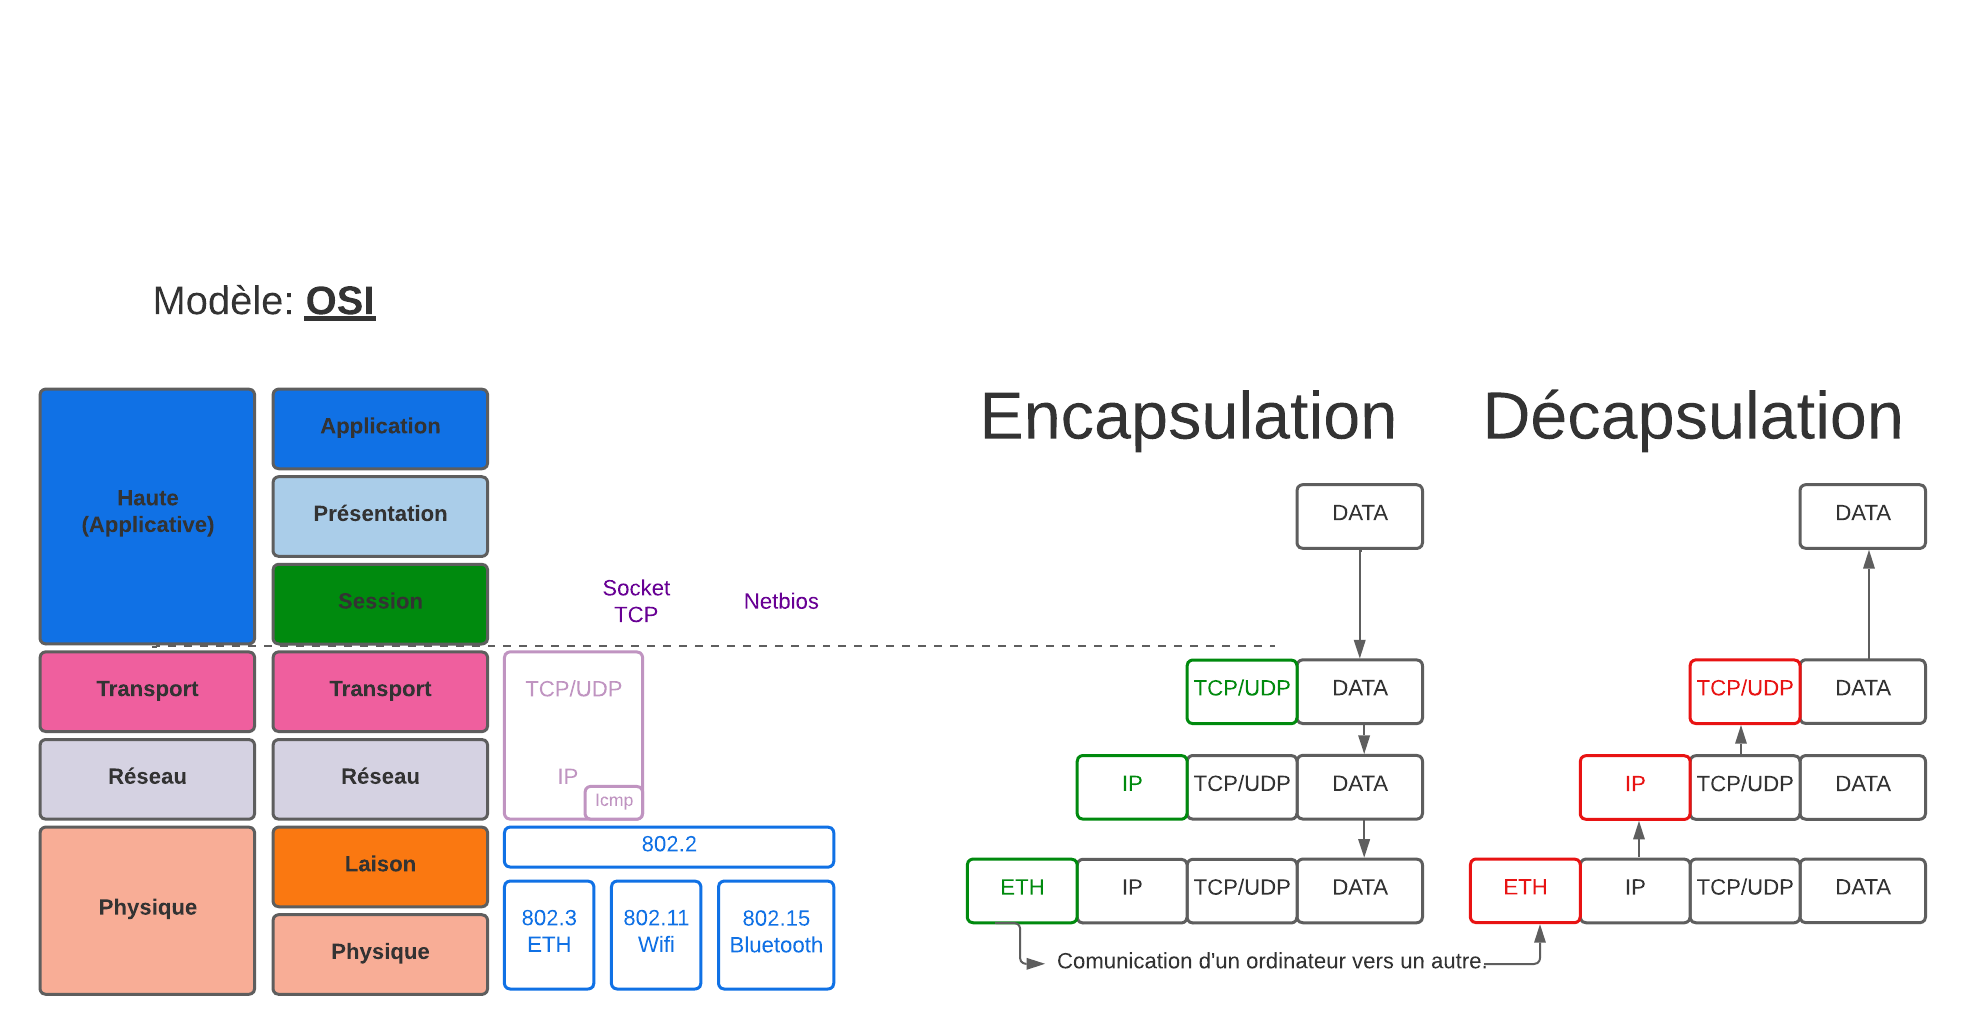 Modèle: OSI
Haute
(Applicative)
Transport
Réseau
Physique
Application
Présentation
Session
Transport
Réseau
Laison
Physique
Socket
TCP
Netbios
TCP/UDP
IP
Icmp
802.2
802.3
ETH
802.11
Wifi
802.15
Bluetooth
Encapsulation
DATA
TCP/UDP DATA
IP TCP/UDP DATA
ETH IP TCP/UDP DATA
Comunication d'un ordinateur vers un autre.
Décapsulation
DATA
TCP/UDP DATA
IP TCP/UDP DATA
ETH IP TCP/UDP DATA